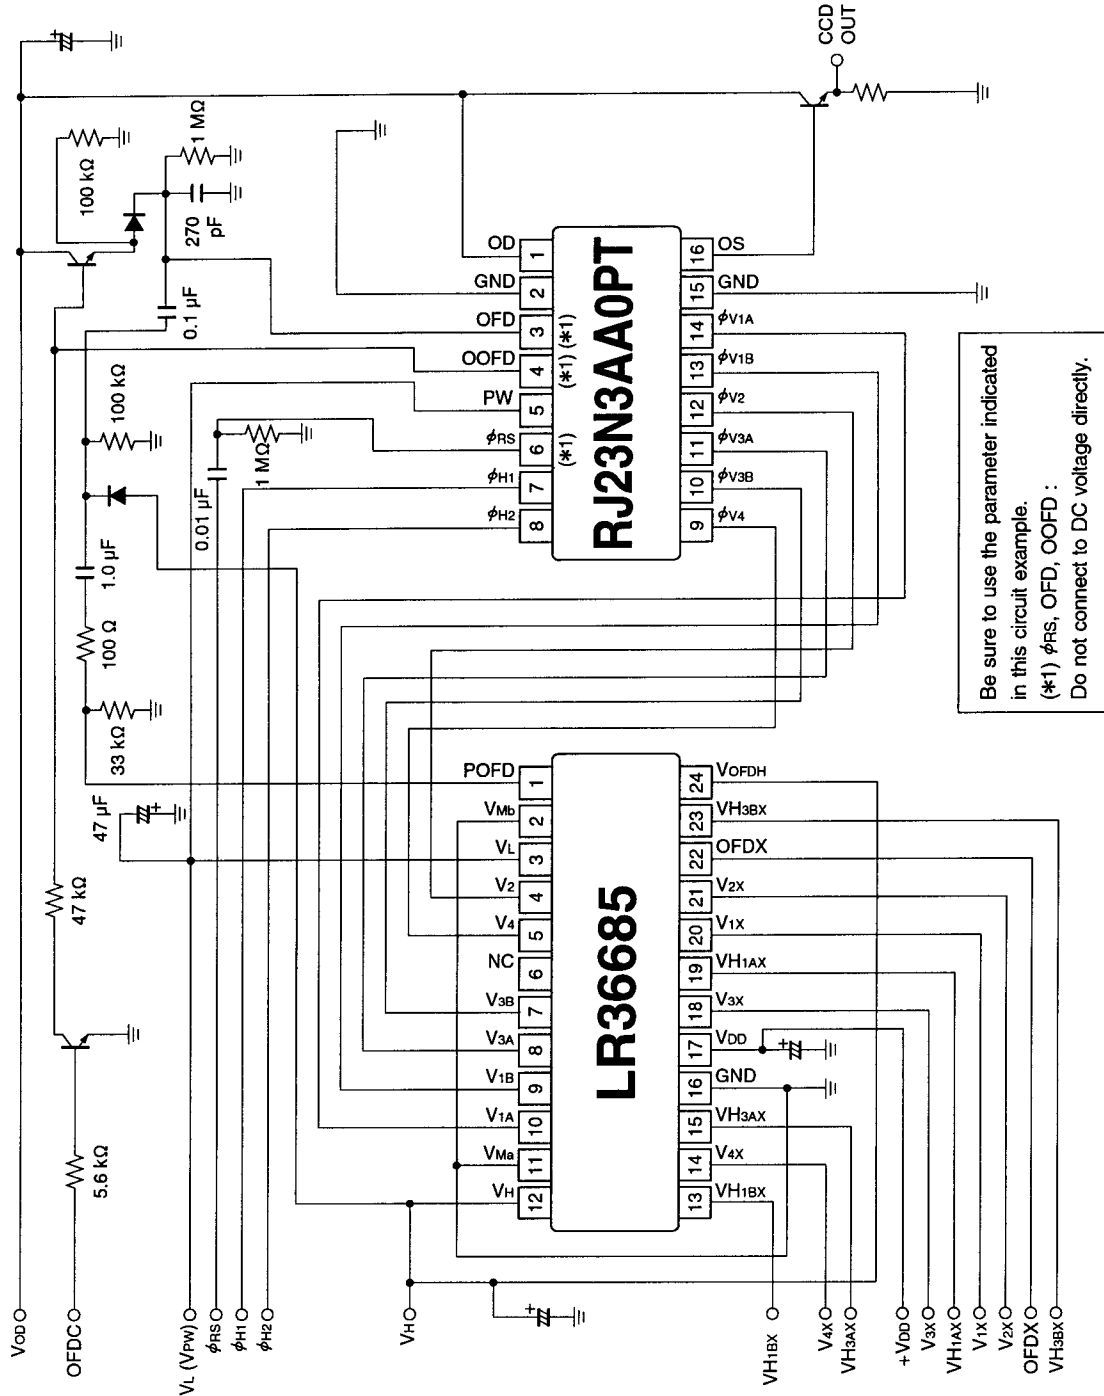 VOD
OFDC
VL (VPW)
φRS
φH1
φH2
VH
VH1BX
V4X
VH3AX
+VDD
V3X
VH1AX
V1X
V2X
OFDX
VH3BX
5.6 kΩ
47 kΩ
47 µF
+
33 kΩ
100 Ω
1.0 µF
100 kΩ
0.01 µF
1 MΩ
0.1 µF
270
pF
100 kΩ
1 MΩ
+
+
+
CCD
OUT
VH
VMa
V1A
V1B
V3A
V3B
NC
V4
V2
VL
VMb
POFD
12
11
10
9
8
7
6
5
4
3
2
1
LR36685
13
14
15
16
17
18
19
20
21
22
23
24
VH1BX
V4X
VH3AX
GND
VDD
V3X
VH1AX
V1X
V2X
OFDX
VH3BX
VOFDH
φH2
φH1
φRS
PW
OOFD
OFD
GND
OD
8
7
6
5
4
3
2
1
(*1)
(*1)
(*1)
RJ23N3AA0PT
9
10
11
12
13
14
15
16
φV4
φV3B
φV3A
φV2
φV1B
φV1A
GND
OS
Be sure to use the parameter indicated
in this circuit example.
(*1) φRS, OFD, OOFD :
Do not connect to DC voltage directly.